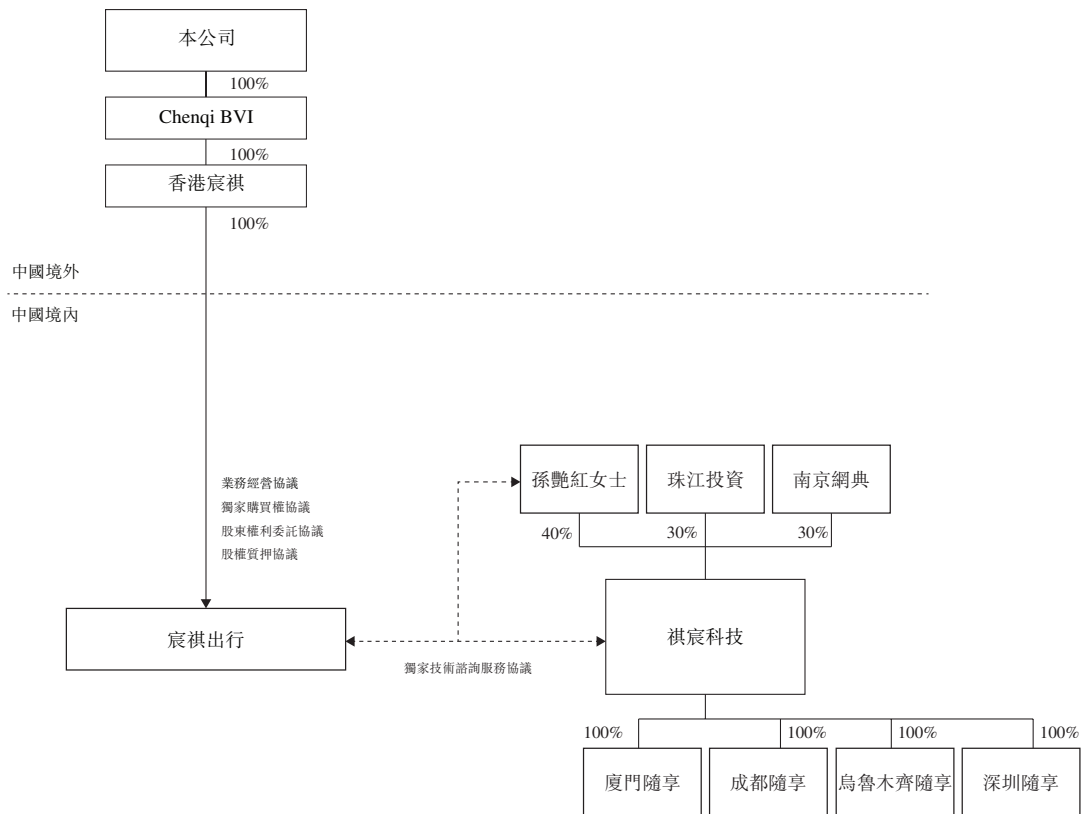 本公司
100%
Chenqi BVI
100%
香港宸祺
100%
中國境外
中國境內
業務經營協議
獨家購買權協議
股東權利委託協議
股權質押協議
孫艷紅女士
珠江投資
南京網典
40%
30%
30%
宸祺出行
祺宸科技
獨家技術諮詢服務協議
100%
100%
100%
100%
廈門隨享
成都隨享
烏魯木齊隨享
深圳隨享